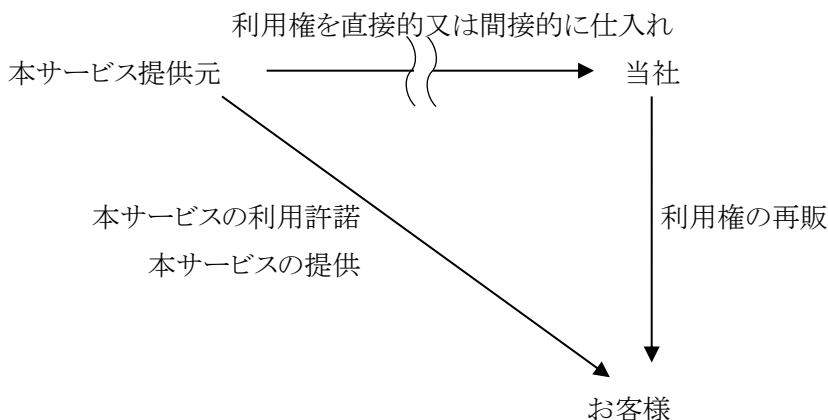 利用権を直接的又は間接的に仕入れ
本サービス提供元
当社
本サービスの利用許諾
利用権の再販
本サービスの提供
お客様